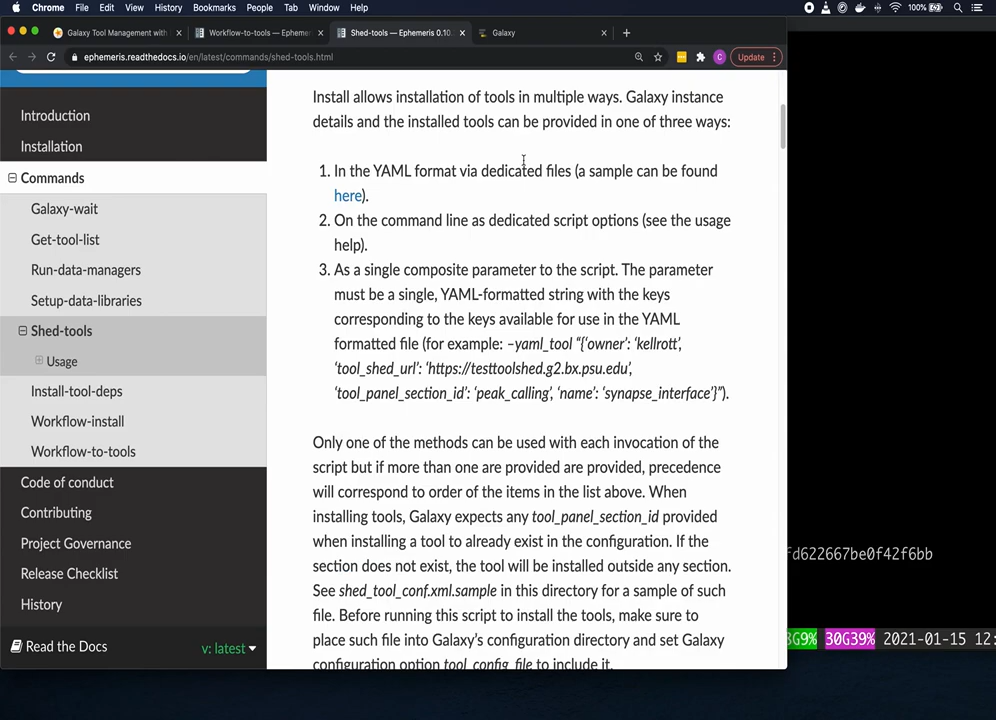 Chrome File Edit View History Bookmarks People Tab Window Help 100% 
Galaxy Tool Management with Workflow-to-tools — Ephemer Shed-tools — Ephemeris 0.10. Galaxy
ephemeris.readthedocs.io/en/latest/commands/shed-tools.html C Update
Introduction
Installation
Commands
Galaxy-wait
Get-tool-list
Run-data-managers
Setup-data-libraries
Shed-tools
Usage
Install-tool-deps
Workflow-install
Workflow-to-tools
Code of conduct
Contributing
Project Governance
Release Checklist
History
Read the Docs v: latest
Install allows installation of tools in multiple ways. Galaxy instance
details and the installed tools can be provided in one of three ways:
1. In the YAML format via dedicated files (a sample can be found
here).
2. On the command line as dedicated script options (see the usage
help).
3. As a single composite parameter to the script. The parameter
must be a single, YAML-formatted string with the keys
corresponding to the keys available for use in the YAML
formatted file (for example: –yaml_tool “{‘owner’: ‘kellrott’,
‘tool_shed_url’: ‘https://testtoolshed.g2.bx.psu.edu’,
‘tool_panel_section_id’: ‘peak_calling’, ‘name’: ‘synapse_interface’}”).
Only one of the methods can be used with each invocation of the
script but if more than one are provided are provided, precedence
will correspond to order of the items in the list above. When
installing tools, Galaxy expects any tool_panel_section_id provided
when installing a tool to already exist in the configuration. If the
section does not exist, the tool will be installed outside any section.
See shed_tool_conf.xml.sample in this directory for a sample of such
file. Before running this script to install the tools, make sure to
place such file into Galaxy’s configuration directory and set Galaxy
configuration option tool_config_file to include it.
fd622667be0f42f6bb
3G9% 30G39% 2021-01-15 12: